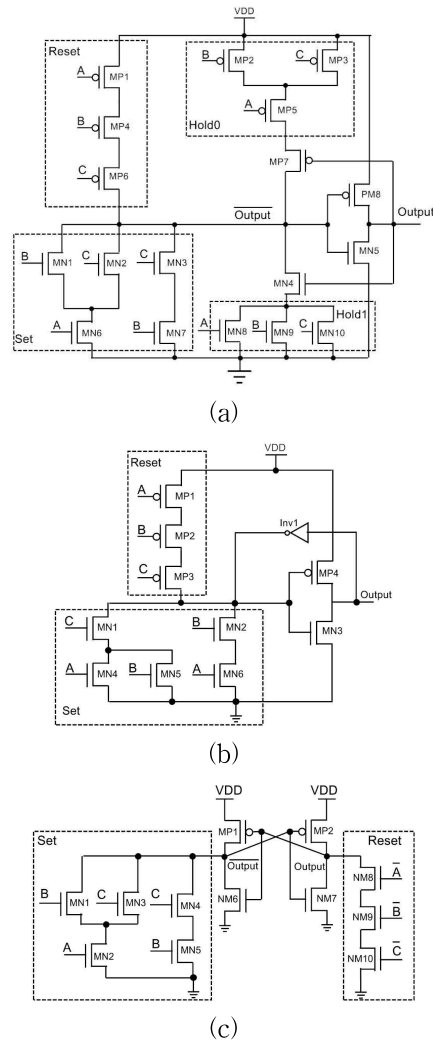 VDD
Reset
A
MP1
B
MP4
C
MP6
B
MP2
C
MP3
A
MP5
Hold0
MP7
PM8
Output
Output
MN5
B
MN1
C
MN2
C
MN3
A
MN6
B
MN7
Set
MN4
A
MN8
B
MN9
C
MN10
Hold1
(a)
VDD
Reset
A
MP1
B
MP2
C
MP3
Inv1
MP4
Output
MN3
C
MN1
B
MN2
A
MN4
B
MN5
A
MN6
Set
(b)
VDD
VDD
Set
MP1
MP2
Reset
Output
Output
B
MN1
C
MN3
C
MN4
A
MN2
B
MN5
NM6
NM7
NM8
A
NM9
B
NM10
C
(c)